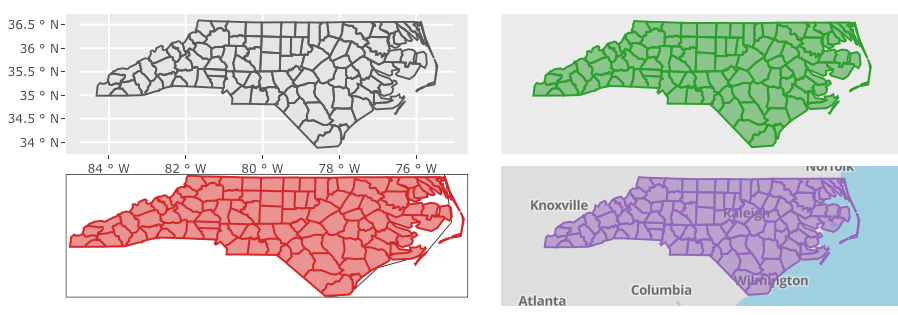 36.5 ° N
36 ° N
35.5 ° N
35 ° N
34.5 ° N
34 ° N
84 ° W 82 ° W 80 ° W 78 ° W 76 ° W
Norfolk
Knoxville
Raleigh
Wilmington
Columbia
Atlanta